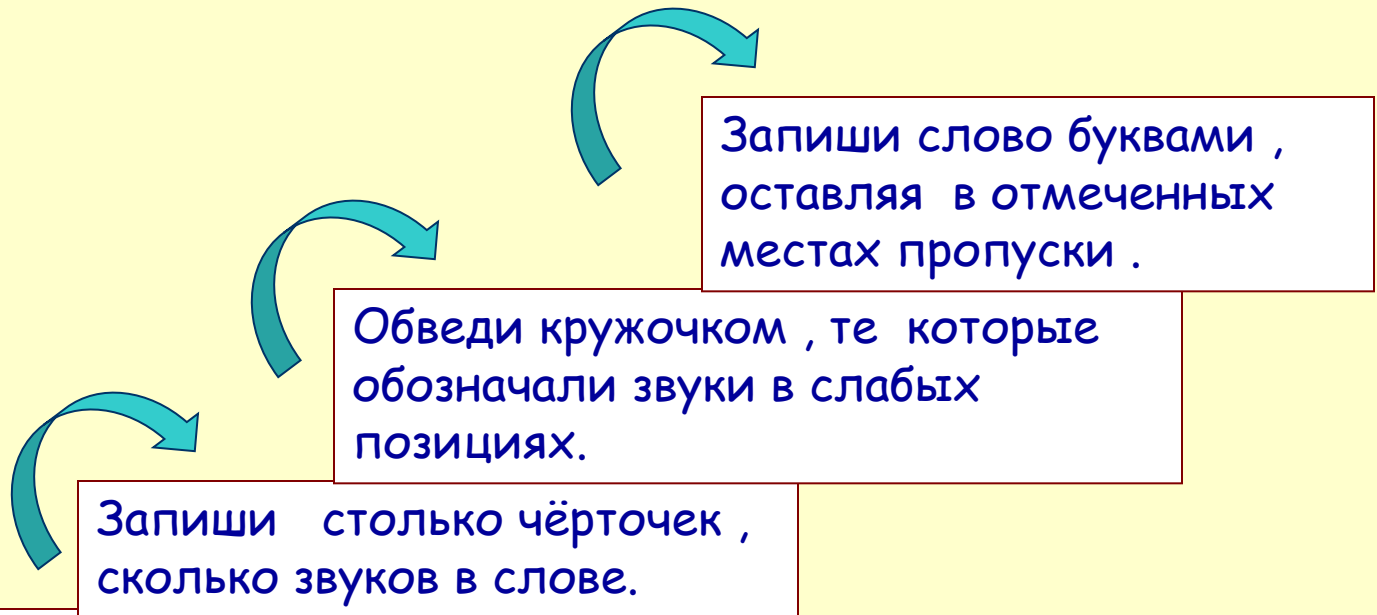 Запиши слово буквами ,
оставляя в отмеченных
местах пропуски .
Обведи кружочком , те которые
обозначали звуки в слабых
позициях.
Запиши столько чёрточек ,
сколько звуков в слове.